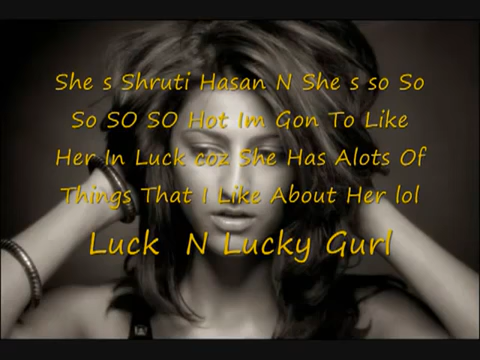 She s Shruti Hasan N She s so So
So SO SO Hot Im Gon To Like
Her In Luck coz She Has Alots Of
Things That I Like About Her lol
Luck N Lucky Gurl